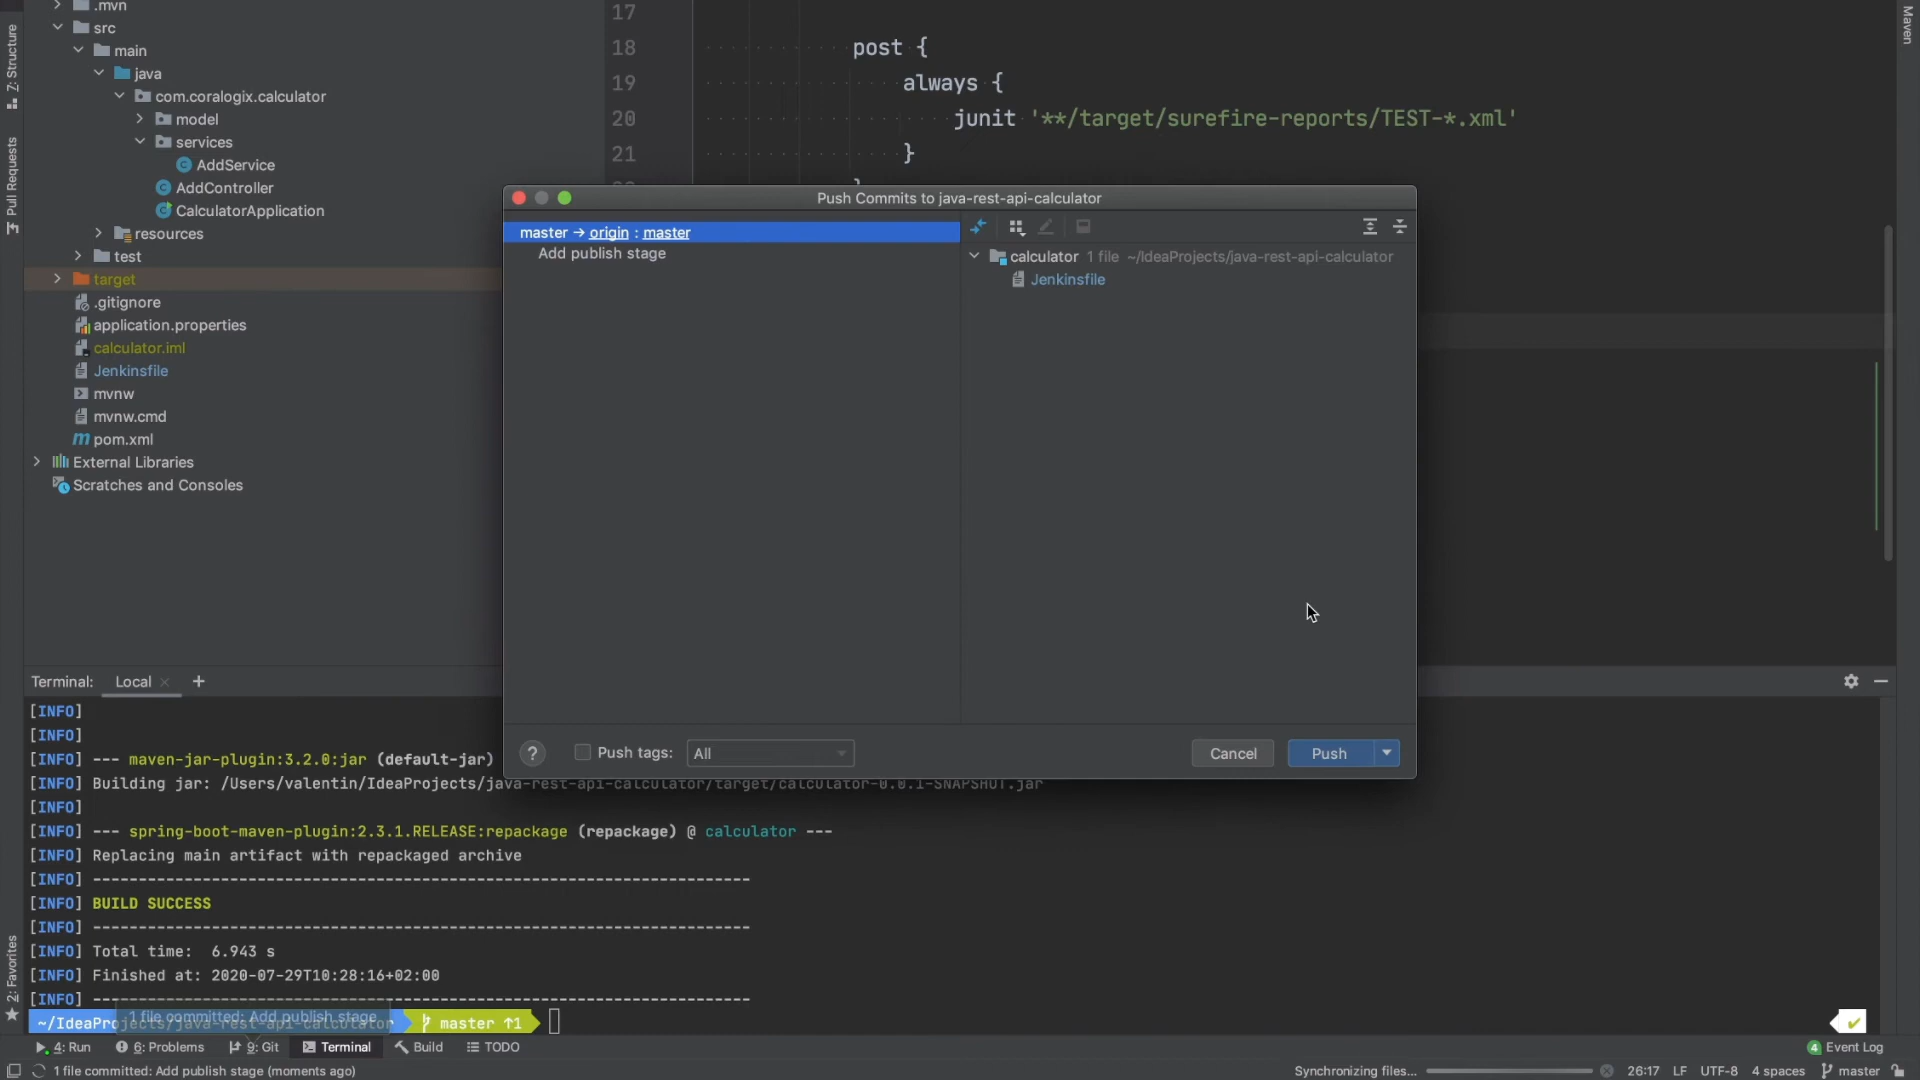 .mvn
src
main
java
com.coralogix.calculator
model
services
AddService
AddController
CalculatorApplication
resources
test
target
.gitignore
application.properties
calculator.iml
Jenkinsfile
mvnw
mvnw.cmd
m pom.xml
External Libraries
Scratches and Consoles
Z: Structure
Pull Requests
2: Favorites
Maven
17
18 post {
19 always {
20 junit '**/target/surefire-reports/TEST-*.xml'
21 }
Push Commits to java-rest-api-calculator
master → origin : master
Add publish stage
calculator 1 file ~/IdeaProjects/java-rest-api-calculator
Jenkinsfile
? Push tags: All
Cancel Push
Terminal: Local × +
[INFO]
[INFO]
[INFO] --- maven-jar-plugin:3.2.0:jar (default-jar)
[INFO] Building jar: /Users/valentin/IdeaProjects/java-rest-api-calculator/target/calculator-0.0.1-SNAPSHOT.jar
[INFO]
[INFO] --- spring-boot-maven-plugin:2.3.1.RELEASE:repackage (repackage) @ calculator ---
[INFO] Replacing main artifact with repackaged archive
[INFO] ------------------------------------------------------------------------
[INFO] BUILD SUCCESS
[INFO] ------------------------------------------------------------------------
[INFO] Total time: 6.943 s
[INFO] Finished at: 2020-07-29T10:28:16+02:00
[INFO] ------------------------------------------------------------------------
~/IdeaProjects/java-rest-api-calculator master ↑1
1 file committed: Add publish stage
4: Run 6: Problems 9: Git Terminal Build TODO 4 Event Log
1 file committed: Add publish stage (moments ago) Synchronizing files... 26:17 LF UTF-8 4 spaces master